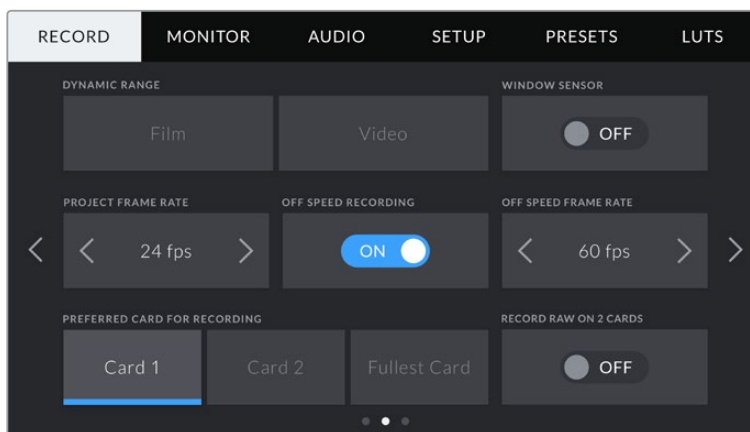 RECORD MONITOR AUDIO SETUP PRESETS LUTS
DYNAMIC RANGE WINDOW SENSOR
Film Video OFF
PROJECT FRAME RATE OFF SPEED RECORDING OFF SPEED FRAME RATE
24 fps ON 60 fps
PREFERRED CARD FOR RECORDING RECORD RAW ON 2 CARDS
Card 1 Card 2 Fullest Card OFF